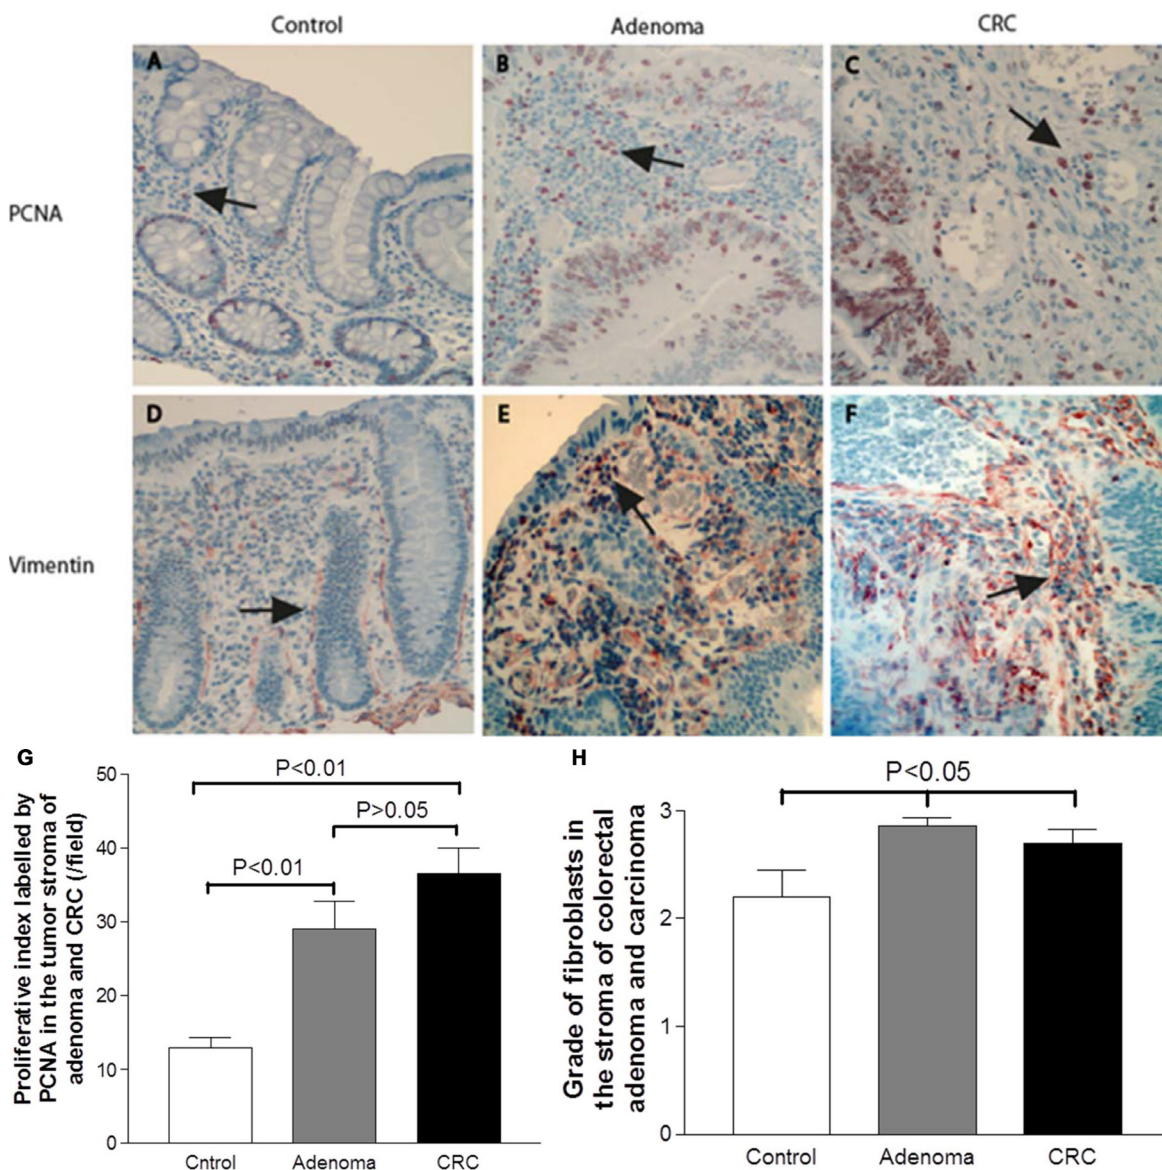 Control Adenoma CRC
A B C
PCNA
D E F
Vimentin
G
Proliferative index labelled by
PCNA in the tumor stroma of
adenoma and CRC (/field)
50
40
30
20
10
0
P<0.01
P>0.05
P<0.01
Cntrol Adenoma CRC
H
Grade of fibroblasts in
the stroma of colorectal
adenoma and carcinoma
3
2
1
0
P<0.05
Control Adenoma CRC